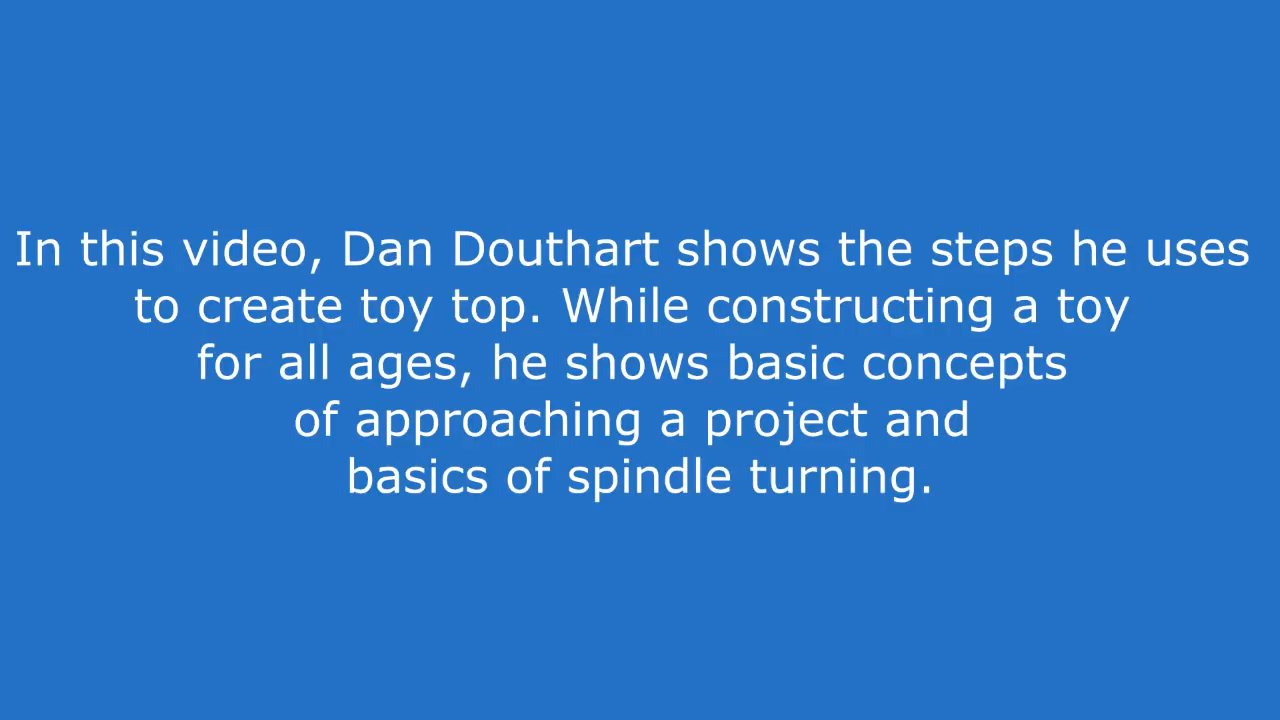 In this video, Dan Douthart shows the steps he uses
to create toy top. While constructing a toy
for all ages, he shows basic concepts
of approaching a project and
basics of spindle turning.